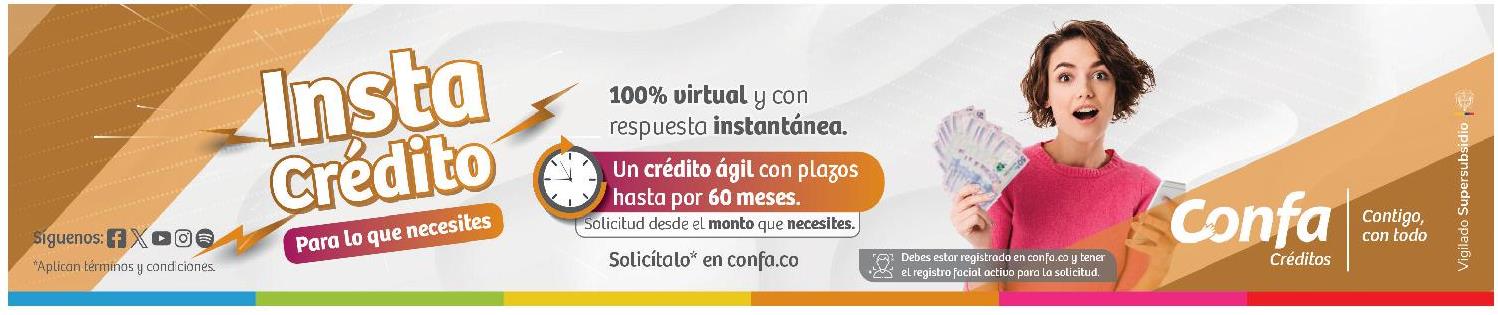 Insta
Crédito
Para lo que necesites
Síguenos:
*Aplican términos y condiciones.
100% virtual y con
respuesta instantánea.
Un crédito ágil con plazos
hasta por 60 meses.
Solicitud desde el monto que necesites.
Solicítalo* en confa.co
Debes estar registrado en confa.co y tener
el registro facial activo para la solicitud.
Confa
Créditos
Contigo,
con todo
Vigilado Supersubsidio